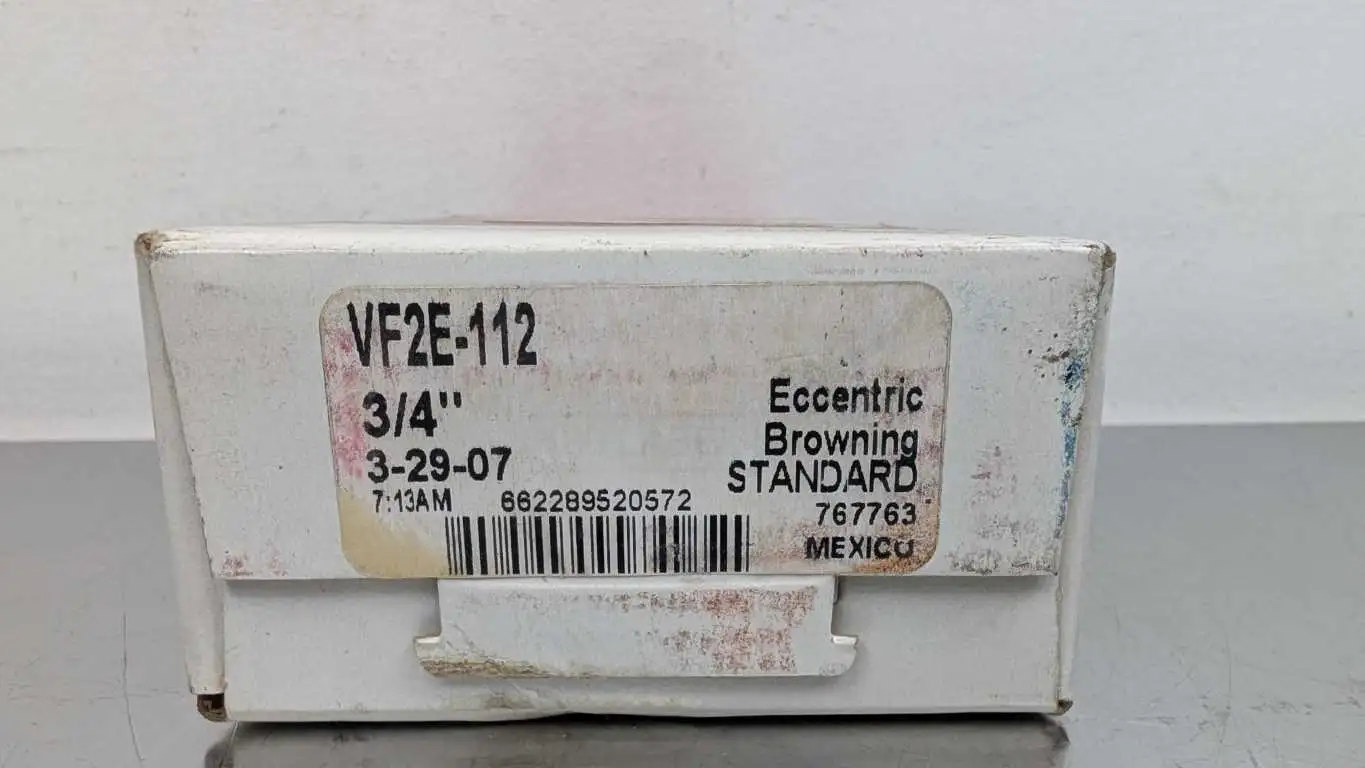 VF2E-112
3/4"
3-29-07
7:13AM 662289520572
Eccentric
Browning
STANDARD
767763
MEXICO